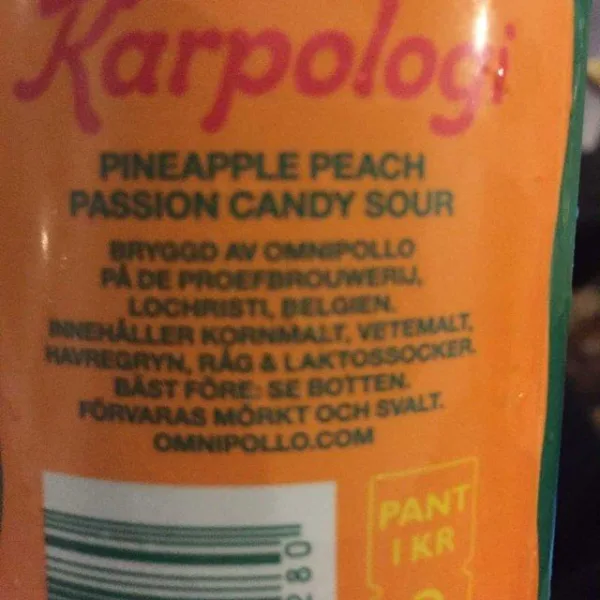 Karpologi
PINEAPPLE PEACH
PASSION CANDY SOUR
BRYGGD AV OMNIPOLLO
PÅ DE PROEFBROUWERIJ,
LOCHRISTI, BELGIEN.
INNEHÅLLER KORNMALT, VETEMALT,
HAVREGRYN, RÅG & LAKTOSSOCKER.
BÄST FÖRE: SE BOTTEN.
FÖRVARAS MÖRKT OCH SVALT.
OMNIPOLLO.COM
PANT
1 KR
280